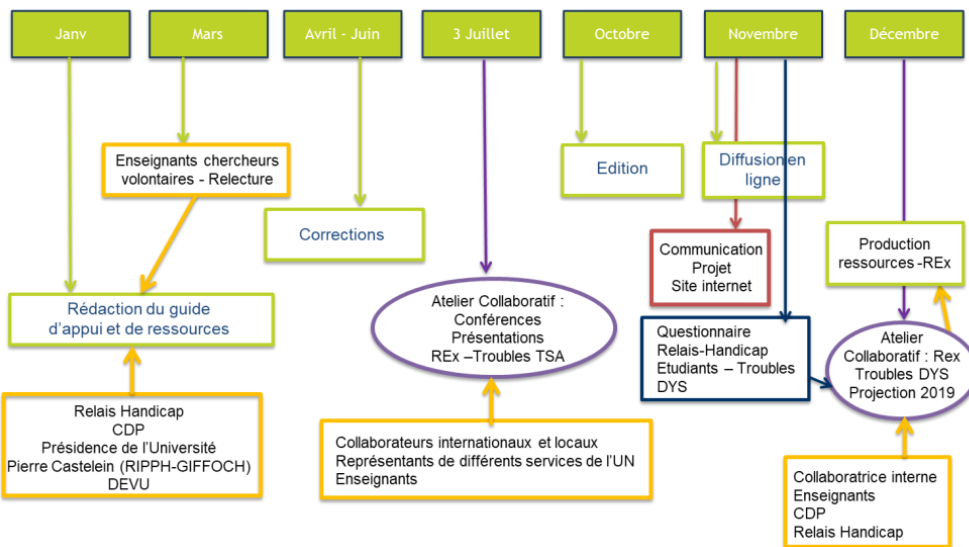 Janv
Mars
Avril - Juin
3 Juillet
Octobre
Novembre
Décembre
Enseignants chercheurs
volontaires - Relecture
Edition
Diffusion en
ligne
Corrections
Communication
Projet
Site internet
Production
ressources -REx
Rédaction du guide
d'appui et de ressources
Atelier Collaboratif :
Conférences
Présentations
REx –Troubles TSA
Questionnaire
Relais-Handicap
Etudiants – Troubles
DYS
Atelier
Collaboratif : Rex
Troubles DYS
Projection 2019
Relais Handicap
CDP
Présidence de l'Université
Pierre Castelein (RIPPH-GIFFOCH)
DEVU
Collaborateurs internationaux et locaux
Représentants de différents services de l'UN
Enseignants
Collaboratrice interne
Enseignants
CDP
Relais Handicap